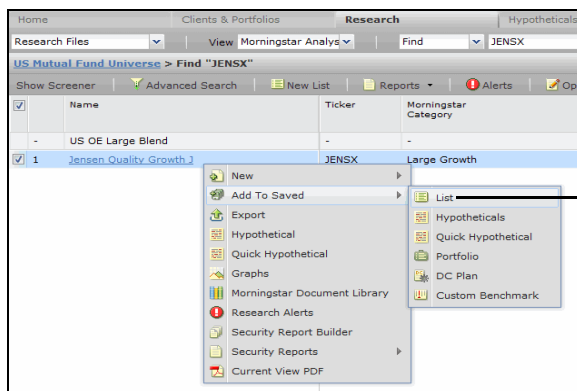 Home Clients & Portfolios Research Hypotheticals
Research Files View Morningstar Analys Find JENSX
US Mutual Fund Universe > Find "JENSX"
Show Screener Advanced Search New List Reports Alerts Op
Name Ticker Morningstar
Category
- US OE Large Blend - -
1 Jensen Quality Growth J JENSX Large Growth
New
Add To Saved List
Export Hypotheticals
Hypothetical Quick Hypothetical
Quick Hypothetical Portfolio
Graphs DC Plan
Morningstar Document Library Custom Benchmark
Research Alerts
Security Report Builder
Security Reports
Current View PDF